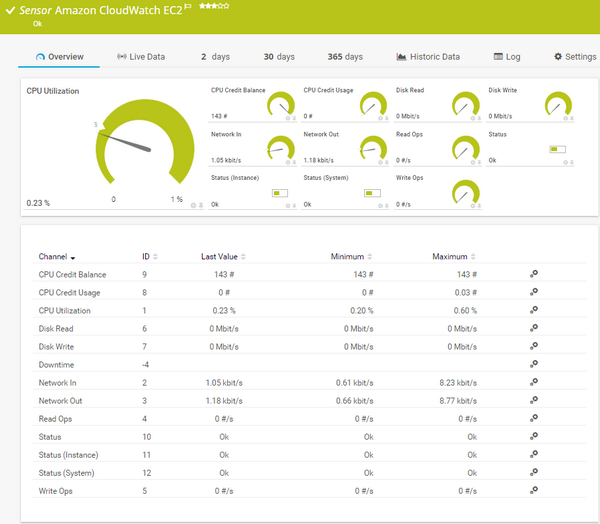 Sensor Amazon CloudWatch EC2
Ok
Overview Live Data 2 days 30 days 365 days Historic Data Log Settings
CPU Utilization
0.23 %
0 1 %
CPU Credit Balance CPU Credit Usage Disk Read Disk Write
143 # 0 # 0 Mbit/s 0 Mbit/s
Network In Network Out Read Ops Status
1.05 kbit/s 1.18 kbit/s 0 #/s Ok
Status (Instance) Status (System) Write Ops
Ok Ok 0 #/s
Channel ID Last Value Minimum Maximum
CPU Credit Balance 9 143 # 143 # 143 #
CPU Credit Usage 8 0 # 0 # 0.03 #
CPU Utilization 1 0.23 % 0.20 % 0.60 %
Disk Read 6 0 Mbit/s 0 Mbit/s 0 Mbit/s
Disk Write 7 0 Mbit/s 0 Mbit/s 0 Mbit/s
Downtime -4
Network In 2 1.05 kbit/s 0.61 kbit/s 8.23 kbit/s
Network Out 3 1.18 kbit/s 0.66 kbit/s 8.77 kbit/s
Read Ops 4 0 #/s 0 #/s 0 #/s
Status 10 Ok Ok Ok
Status (Instance) 11 Ok Ok Ok
Status (System) 12 Ok Ok Ok
Write Ops 5 0 #/s 0 #/s 0 #/s